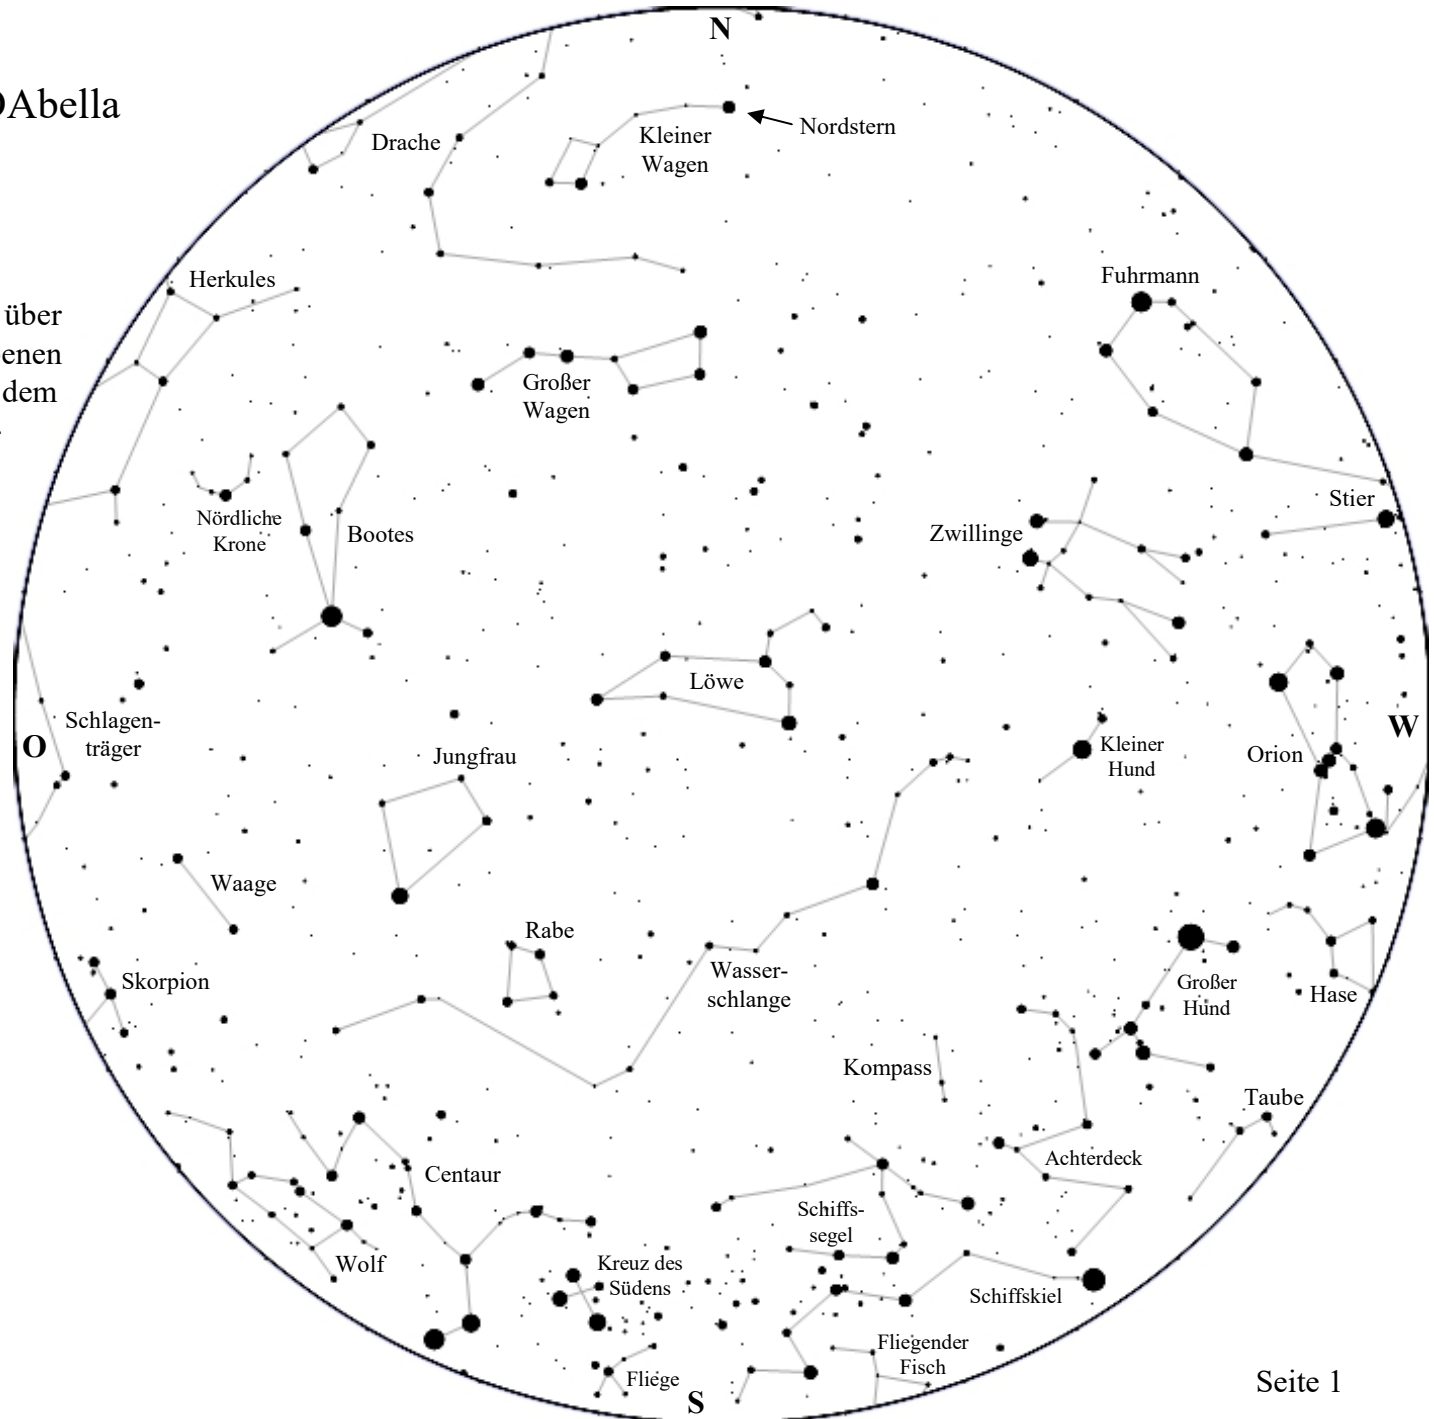 N
DAbella
Drache
Nordstern
Kleiner
Wagen
Herkules
Fuhrmann
über
enen
dem
Großer
Wagen
Stier
Nördliche
Krone
Bootes
Zwillinge
Löwe
Schlagen-
träger
O
W
Jungfrau
Kleiner
Hund
Orion
Waage
Rabe
Wasser-
schlange
Skorpion
Großer
Hund
Hase
Kompass
Taube
Centaur
Achterdeck
Schiffs-
segel
Wolf
Kreuz des
Südens
Schiffskiel
Fliegender
Fisch
Fliege
S
Seite 1